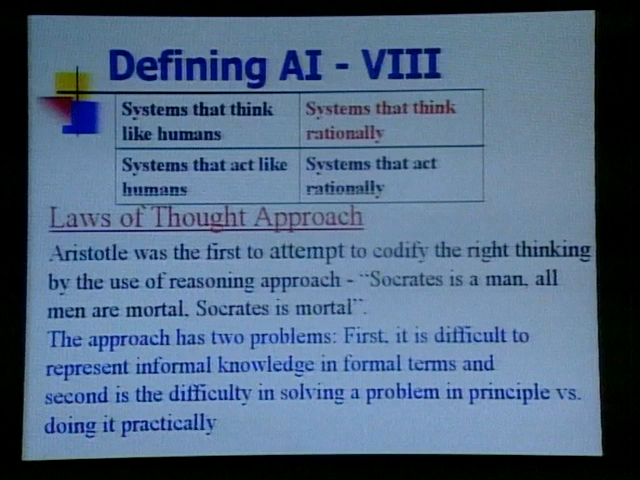 Defining AI - VIII
Systems that think like humans
Systems that think rationally
Systems that act like humans
Systems that act rationally
Laws of Thought Approach
Aristotle was the first to attempt to codify the right thinking
by the use of reasoning approach - “Socrates is a man, all
men are mortal, Socrates is mortal”.
The approach has two problems: First, it is difficult to
represent informal knowledge in formal terms and
second is the difficulty in solving a problem in principle vs.
doing it practically